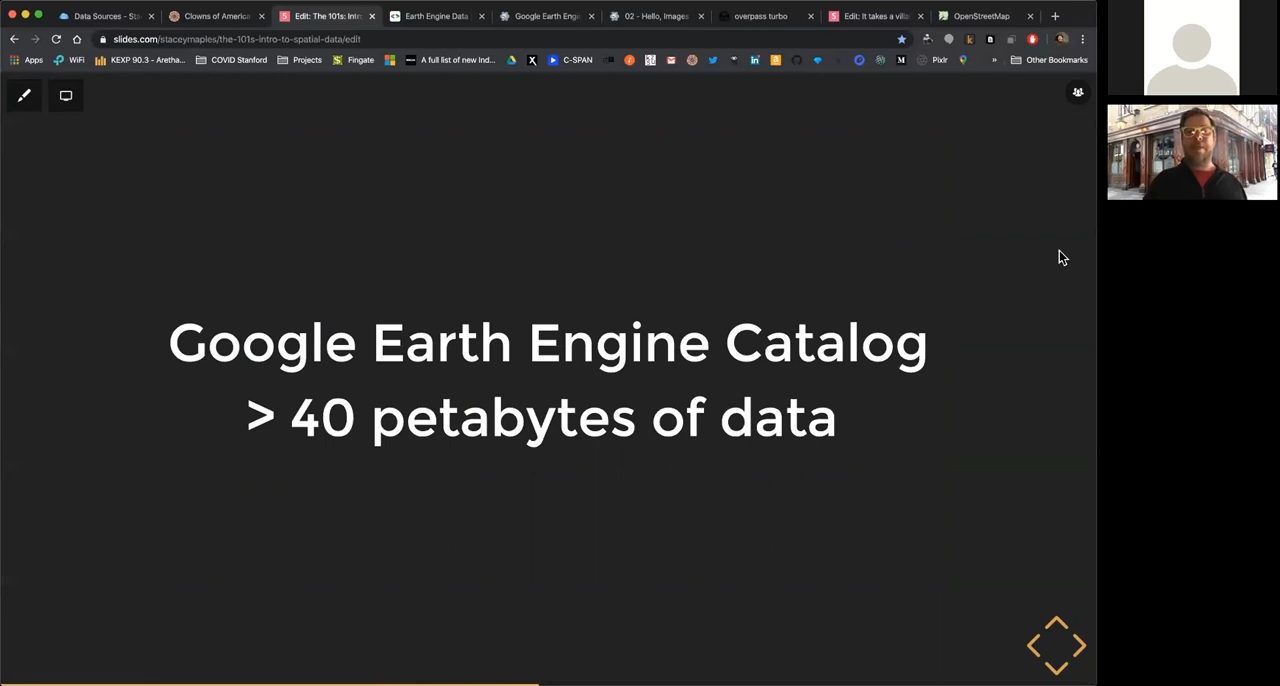 Data Sources - Sta
Clowns of America
Edit: The 101s: Intr
Earth Engine Data
Google Earth Engi
02 - Hello, Images
overpass turbo
Edit: It takes a villa
OpenStreetMap
slides.com/staceymaples/the-101s-intro-to-spatial-data/edit
Apps
WiFi
KEXP 90.3 - Aretha...
COVID Stanford
Projects
Fingate
A full list of new Ind...
C-SPAN
Pixlr
»
Other Bookmarks
Google Earth Engine Catalog
> 40 petabytes of data